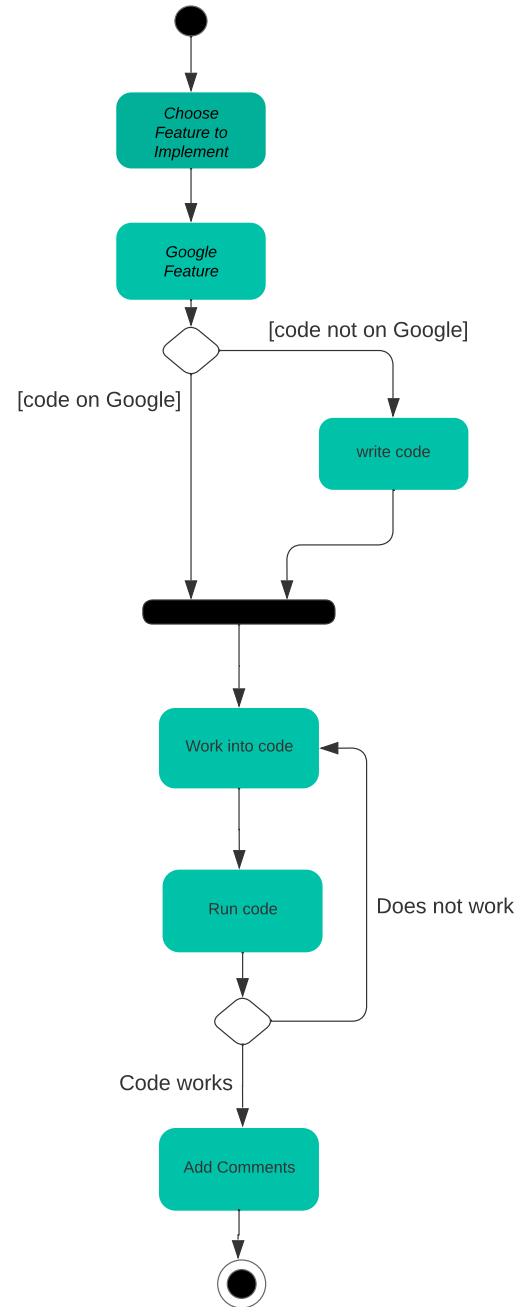 Choose
Feature to
Implement
Google
Feature
[code not on Google]
[code on Google]
write code
Work into code
Run code
Does not work
Code works
Add Comments